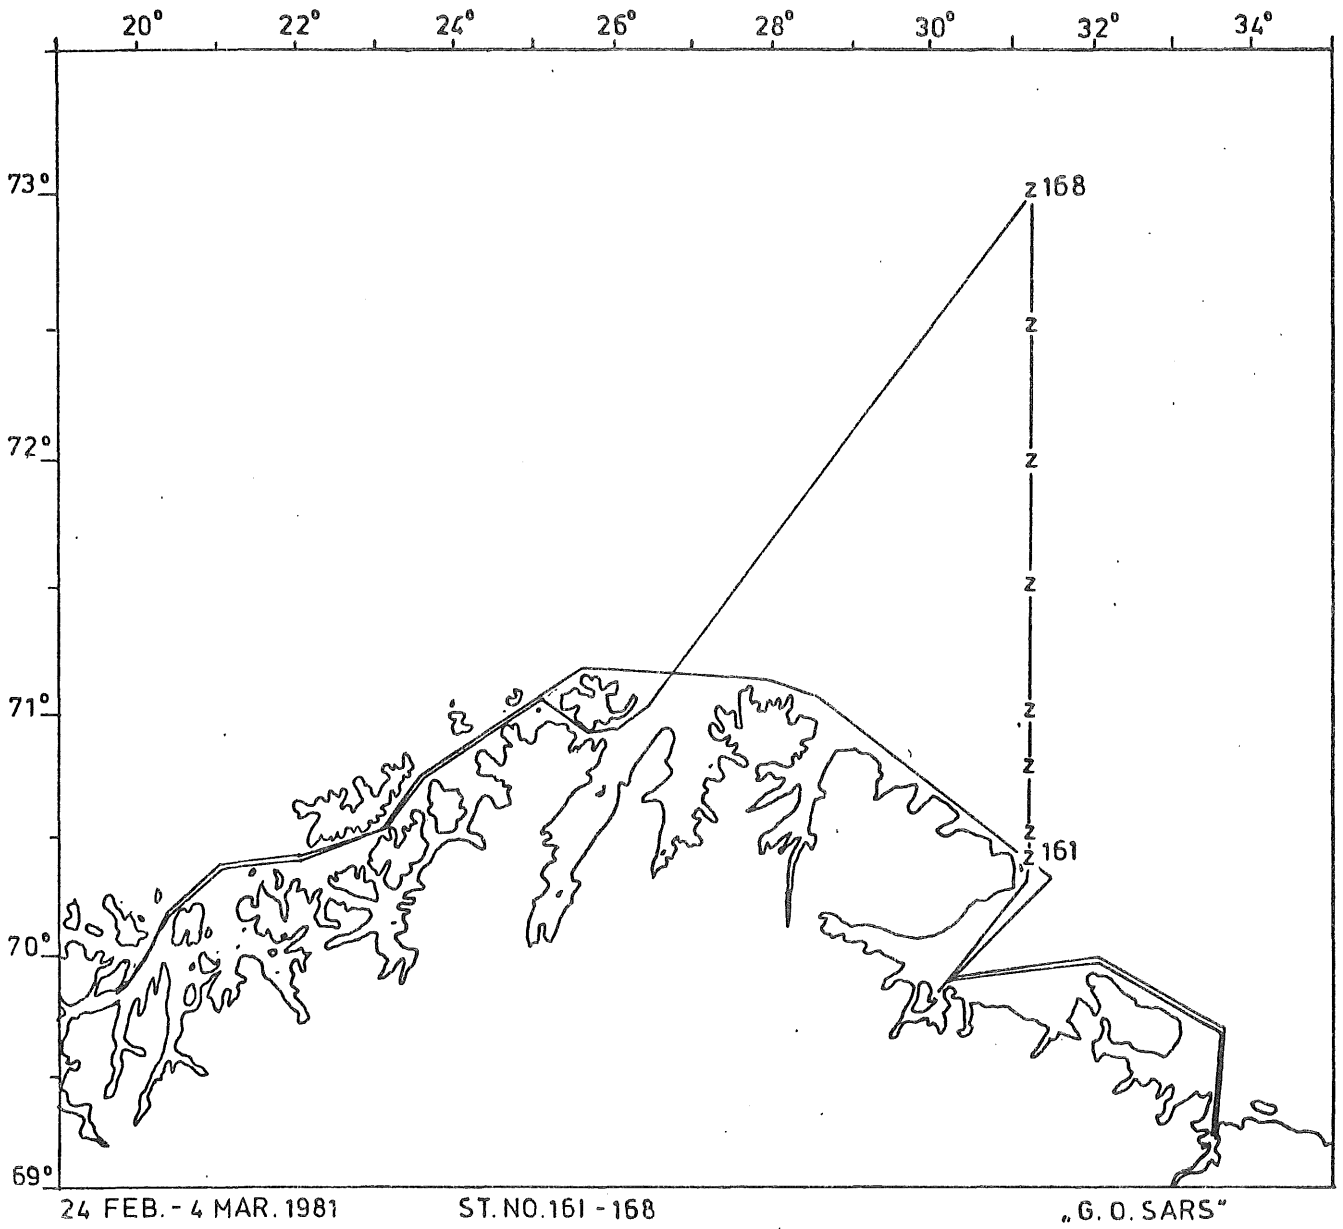 20° 22° 24° 26° 28° 30° 32° 34°
73°
z 168
z
72°
z
z
71°
z
z
z
z 161
70°
69°
24 FEB. - 4 MAR. 1981 ST. NO. 161 - 168 „G. O. SARS“